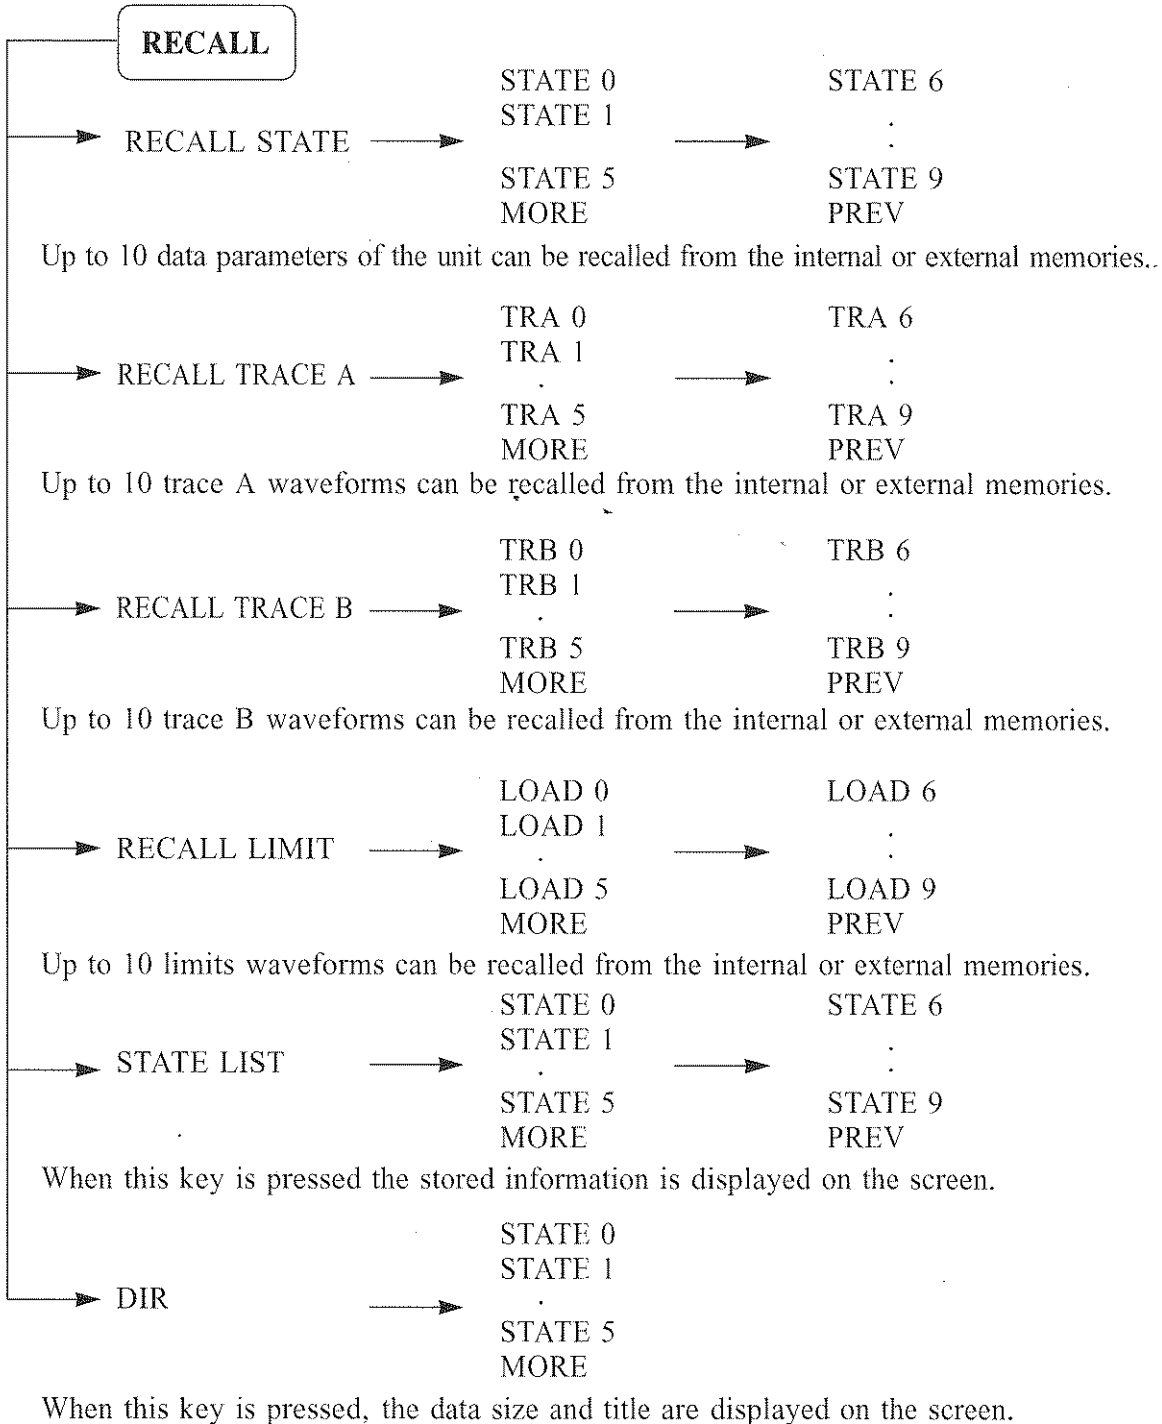 RECALL
STATE 0 STATE 6
STATE 1 .
RECALL STATE .
STATE 5 STATE 9
MORE PREV
Up to 10 data parameters of the unit can be recalled from the internal or external memories..
TRA 0 TRA 6
TRA 1 .
RECALL TRACE A . .
TRA 5 TRA 9
MORE PREV
Up to 10 trace A waveforms can be recalled from the internal or external memories.
TRB 0 TRB 6
TRB 1 .
RECALL TRACE B . .
TRB 5 TRB 9
MORE PREV
Up to 10 trace B waveforms can be recalled from the internal or external memories.
LOAD 0 LOAD 6
LOAD 1 .
RECALL LIMIT . .
LOAD 5 LOAD 9
MORE PREV
Up to 10 limits waveforms can be recalled from the internal or external memories.
STATE 0 STATE 6
STATE 1 .
STATE LIST . .
STATE 5 STATE 9
MORE PREV
When this key is pressed the stored information is displayed on the screen.
STATE 0
STATE 1
DIR .
STATE 5
MORE
When this key is pressed, the data size and title are displayed on the screen.